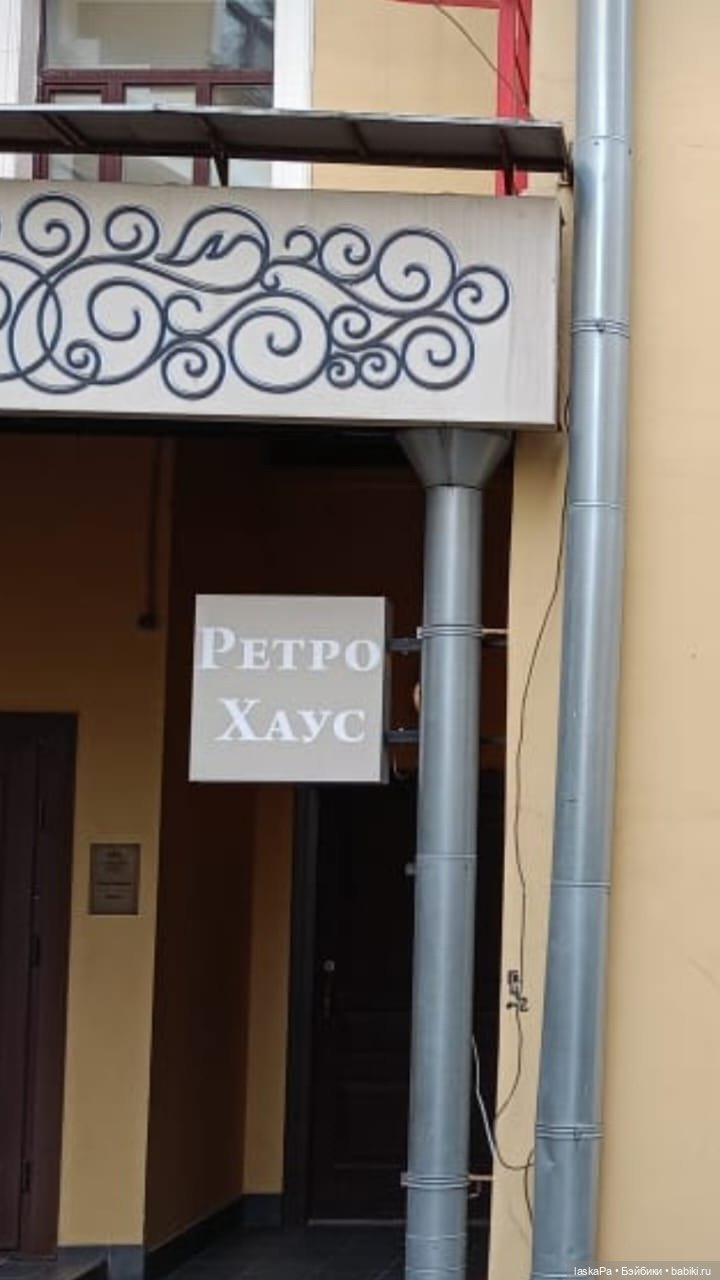 Ретро
Хаус
laskaPa • Бэйбики • babiki.ru